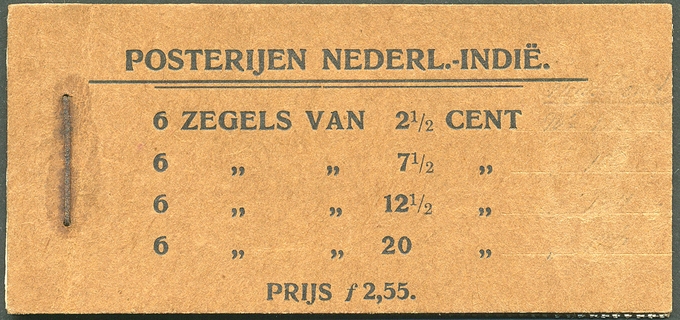 POSTERIJEN NEDERL.-INDIË.
6 ZEGELS VAN 2½ CENT
6 „ „ 7½ „
6 „ „ 12½ „
6 „ „ 20 „
PRIJS ƒ 2,55.